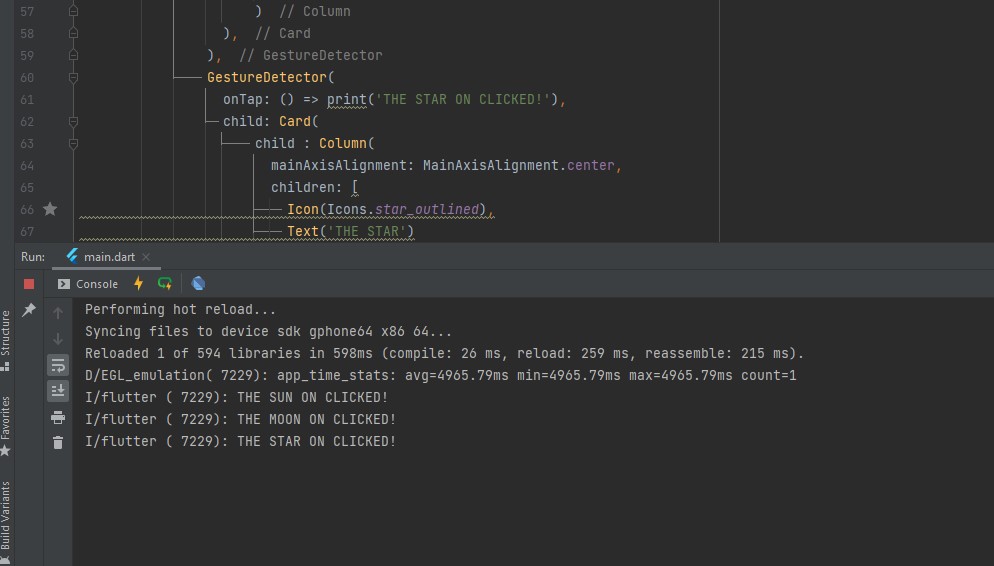 57 )  // Column
58 ),  // Card
59 ),  // GestureDetector
60 GestureDetector(
61 onTap: () => print('THE STAR ON CLICKED!'),
62 child: Card(
63 child : Column(
64 mainAxisAlignment: MainAxisAlignment.center,
65 children: [
66 Icon(Icons.star_outlined),
67 Text('THE STAR')
Run: main.dart
Console
Performing hot reload...
Syncing files to device sdk gphone64 x86 64...
Reloaded 1 of 594 libraries in 598ms (compile: 26 ms, reload: 259 ms, reassemble: 215 ms).
D/EGL_emulation( 7229): app_time_stats: avg=4965.79ms min=4965.79ms max=4965.79ms count=1
I/flutter ( 7229): THE SUN ON CLICKED!
I/flutter ( 7229): THE MOON ON CLICKED!
I/flutter ( 7229): THE STAR ON CLICKED!
Structure
Favorites
Build Variants